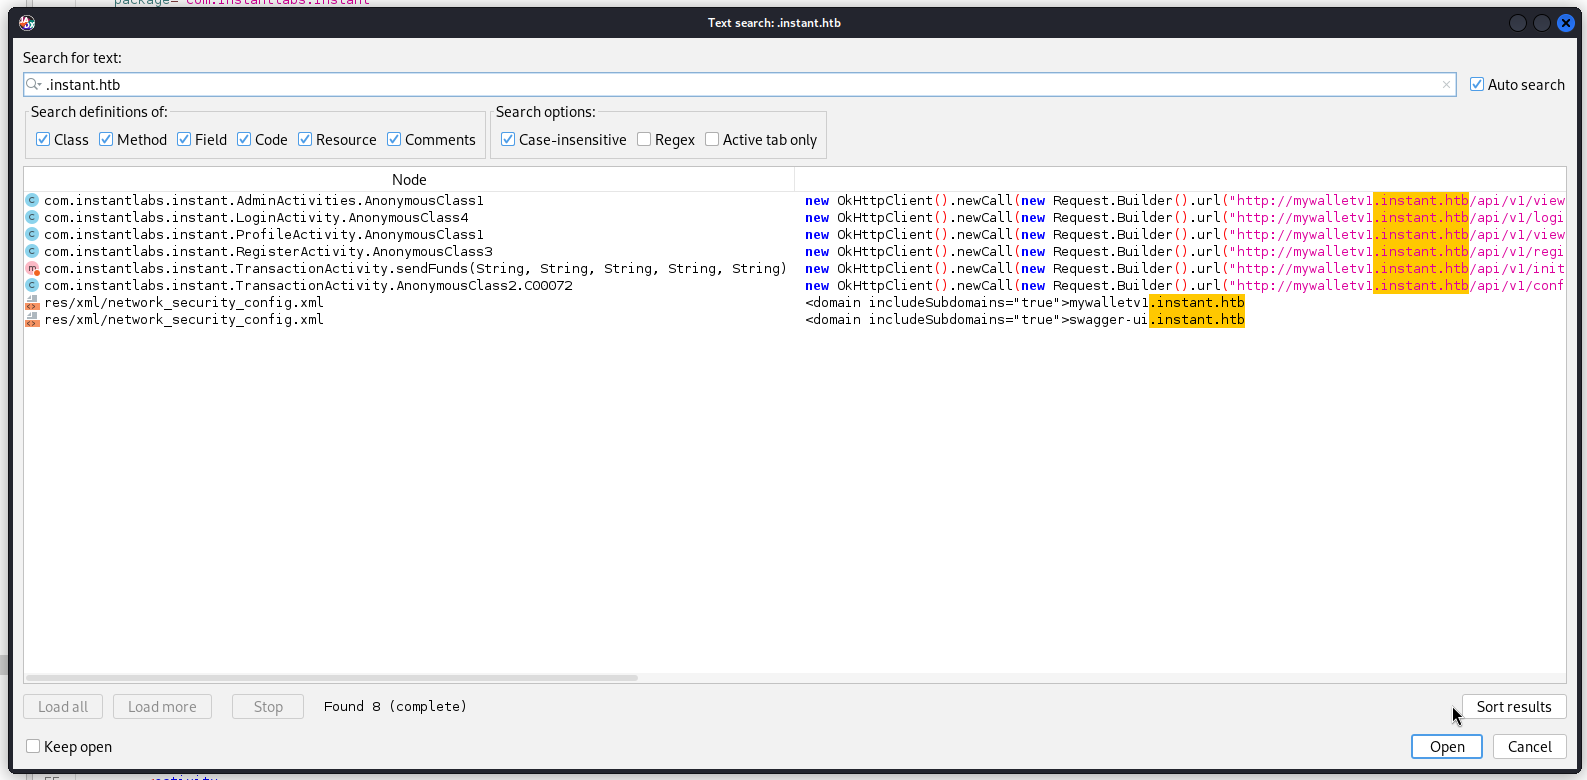 package="com.instantlabs.instant"
Text search: .instant.htb
Search for text:
.instant.htb
Auto search
Search definitions of:
Search options:
Class Method Field Code Resource Comments
Case-insensitive Regex Active tab only
Node
com.instantlabs.instant.AdminActivities.AnonymousClass1 new OkHttpClient().newCall(new Request.Builder().url("http://mywalletv1.instant.htb/api/v1/view
com.instantlabs.instant.LoginActivity.AnonymousClass4 new OkHttpClient().newCall(new Request.Builder().url("http://mywalletv1.instant.htb/api/v1/logi
com.instantlabs.instant.ProfileActivity.AnonymousClass1 new OkHttpClient().newCall(new Request.Builder().url("http://mywalletv1.instant.htb/api/v1/view
com.instantlabs.instant.RegisterActivity.AnonymousClass3 new OkHttpClient().newCall(new Request.Builder().url("http://mywalletv1.instant.htb/api/v1/regi
com.instantlabs.instant.TransactionActivity.sendFunds(String, String, String, String, String) new OkHttpClient().newCall(new Request.Builder().url("http://mywalletv1.instant.htb/api/v1/init
com.instantlabs.instant.TransactionActivity.AnonymousClass2.C00072 new OkHttpClient().newCall(new Request.Builder().url("http://mywalletv1.instant.htb/api/v1/conf
res/xml/network_security_config.xml <domain includeSubdomains="true">mywalletv1.instant.htb
res/xml/network_security_config.xml <domain includeSubdomains="true">swagger-ui.instant.htb
Load all Load more Stop Found 8 (complete) Sort results
Keep open Open Cancel